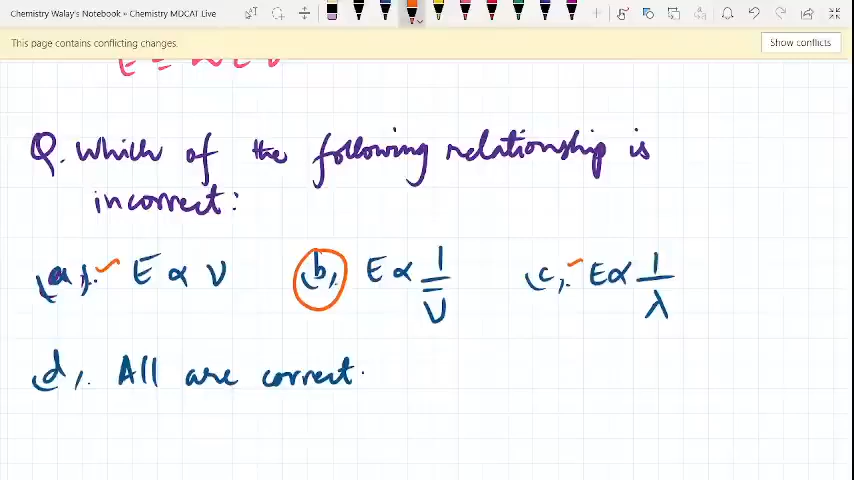 Chemistry Walay's Notebook » Chemistry MDCAT Live
This page contains conflicting changes.
Show conflicts
Q. Which of the following relationship is
incorrect:
(a). E ∝ ν (b). E ∝ 1/ν̄ (c). E ∝ 1/λ
(d). All are correct.